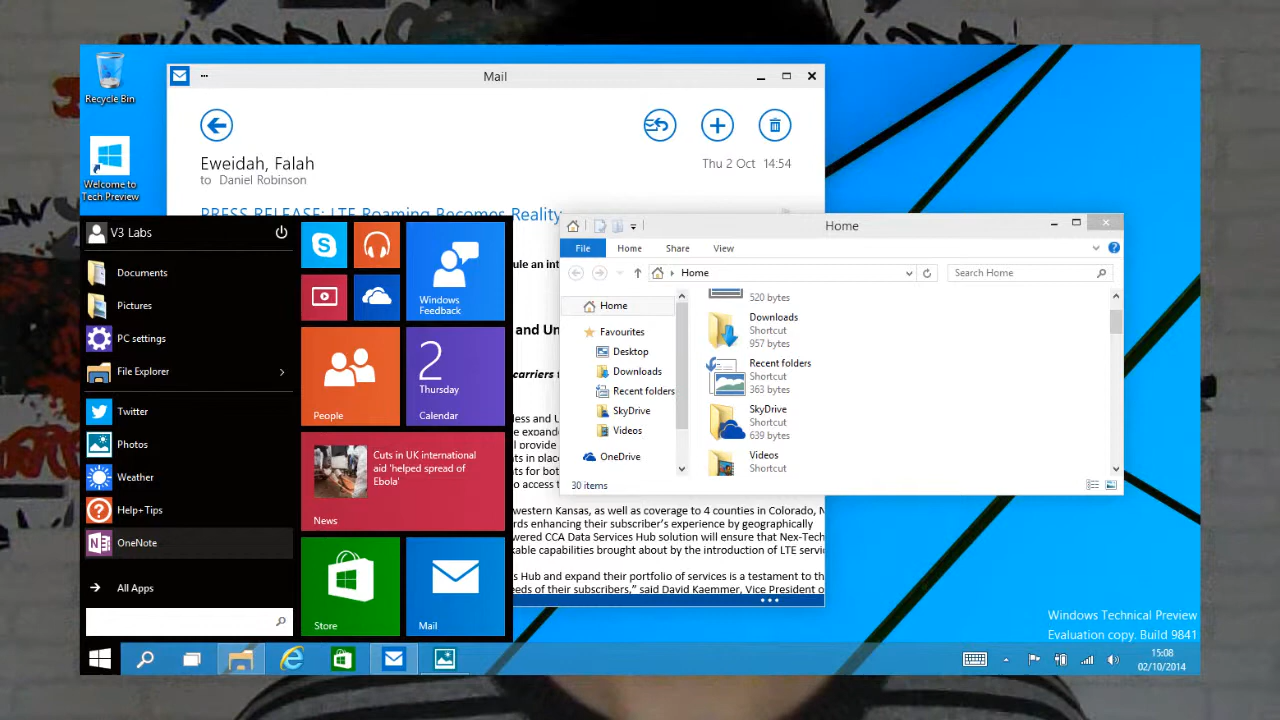 Recycle Bin
Welcome to
Tech Preview
Mail
Eweidah, Falah
to Daniel Robinson
Thu 2 Oct 14:54
PRESS RELEASE: LTE Roaming Becomes Reality
V3 Labs
Documents
Pictures
PC settings
File Explorer
Twitter
Photos
Weather
Help+Tips
OneNote
All Apps
Windows
Feedback
People
2
Thursday
Calendar
Cuts in UK international
aid 'helped spread of
Ebola'
News
Store
Mail
Home
File
Home
Share
View
Home
Search Home
Home
Favourites
Desktop
Downloads
Recent folders
SkyDrive
Videos
OneDrive
520 bytes
Downloads
Shortcut
957 bytes
Recent folders
Shortcut
363 bytes
SkyDrive
Shortcut
639 bytes
Videos
Shortcut
30 items
and
carriers
less and
to access
western Kansas, as well as coverage to 4 counties in Colorado,
rds enhancing their subscriber's experience by geographically
wered CCA Data Services Hub solution will ensure that Nex-Tech
kable capabilities brought about by the introduction of LTE servic
s Hub and expand their portfolio of services is a testament to th
eeds of their subscribers," said David Kaemmer, Vice President o
Windows Technical Preview
Evaluation copy. Build 9841
15:08
02/10/2014